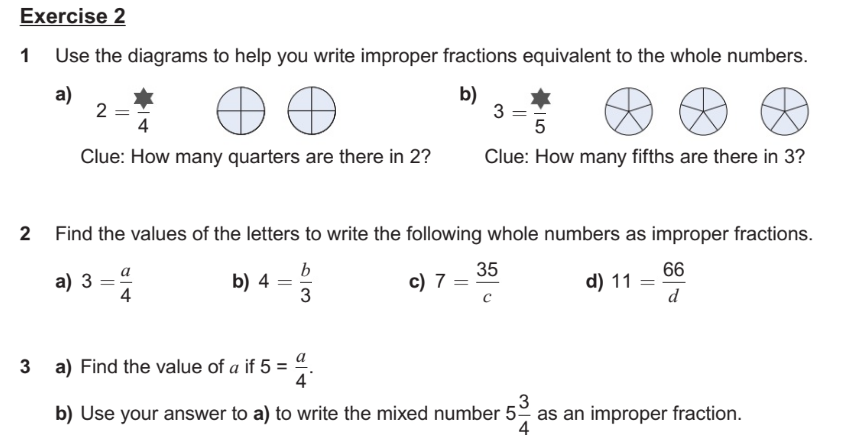 Exercise 2
1 Use the diagrams to help you write improper fractions equivalent to the whole numbers.
a) 2 = ✶/4 b) 3 = ✶/5
Clue: How many quarters are there in 2? Clue: How many fifths are there in 3?
2 Find the values of the letters to write the following whole numbers as improper fractions.
a) 3 = a/4 b) 4 = b/3 c) 7 = 35/c d) 11 = 66/d
3 a) Find the value of a if 5 = a/4.
b) Use your answer to a) to write the mixed number 5 3/4 as an improper fraction.